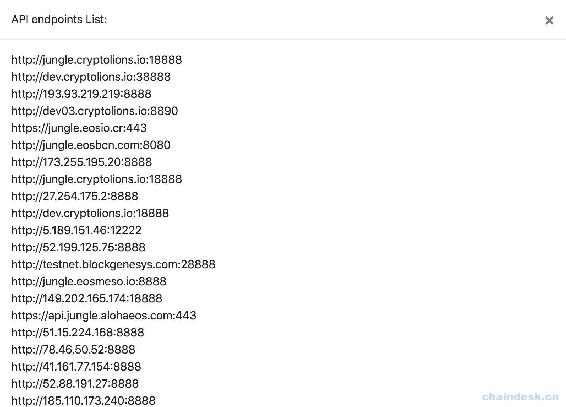 API endpoints List:
×
http://jungle.cryptolions.io:18888
http://dev.cryptolions.io:38888
http://193.93.219.219:8888
http://dev03.cryptolions.io:8890
https://jungle.eosio.cr:443
http://jungle.eosbcn.com:8080
http://173.255.195.20:8888
http://jungle.cryptolions.io:18888
http://27.254.175.2:8888
http://dev.cryptolions.io:18888
http://5.189.151.46:12222
http://52.199.125.75:8888
http://testnet.blockgenesys.com:28888
http://jungle.eosmeso.io:8888
http://149.202.165.174:18888
https://api.jungle.alohaeos.com:443
http://51.15.224.168:8888
http://78.46.50.52:8888
http://41.161.77.154:8888
http://52.88.191.27:8888
http://185.110.173.240:8888
chaindesk.cn